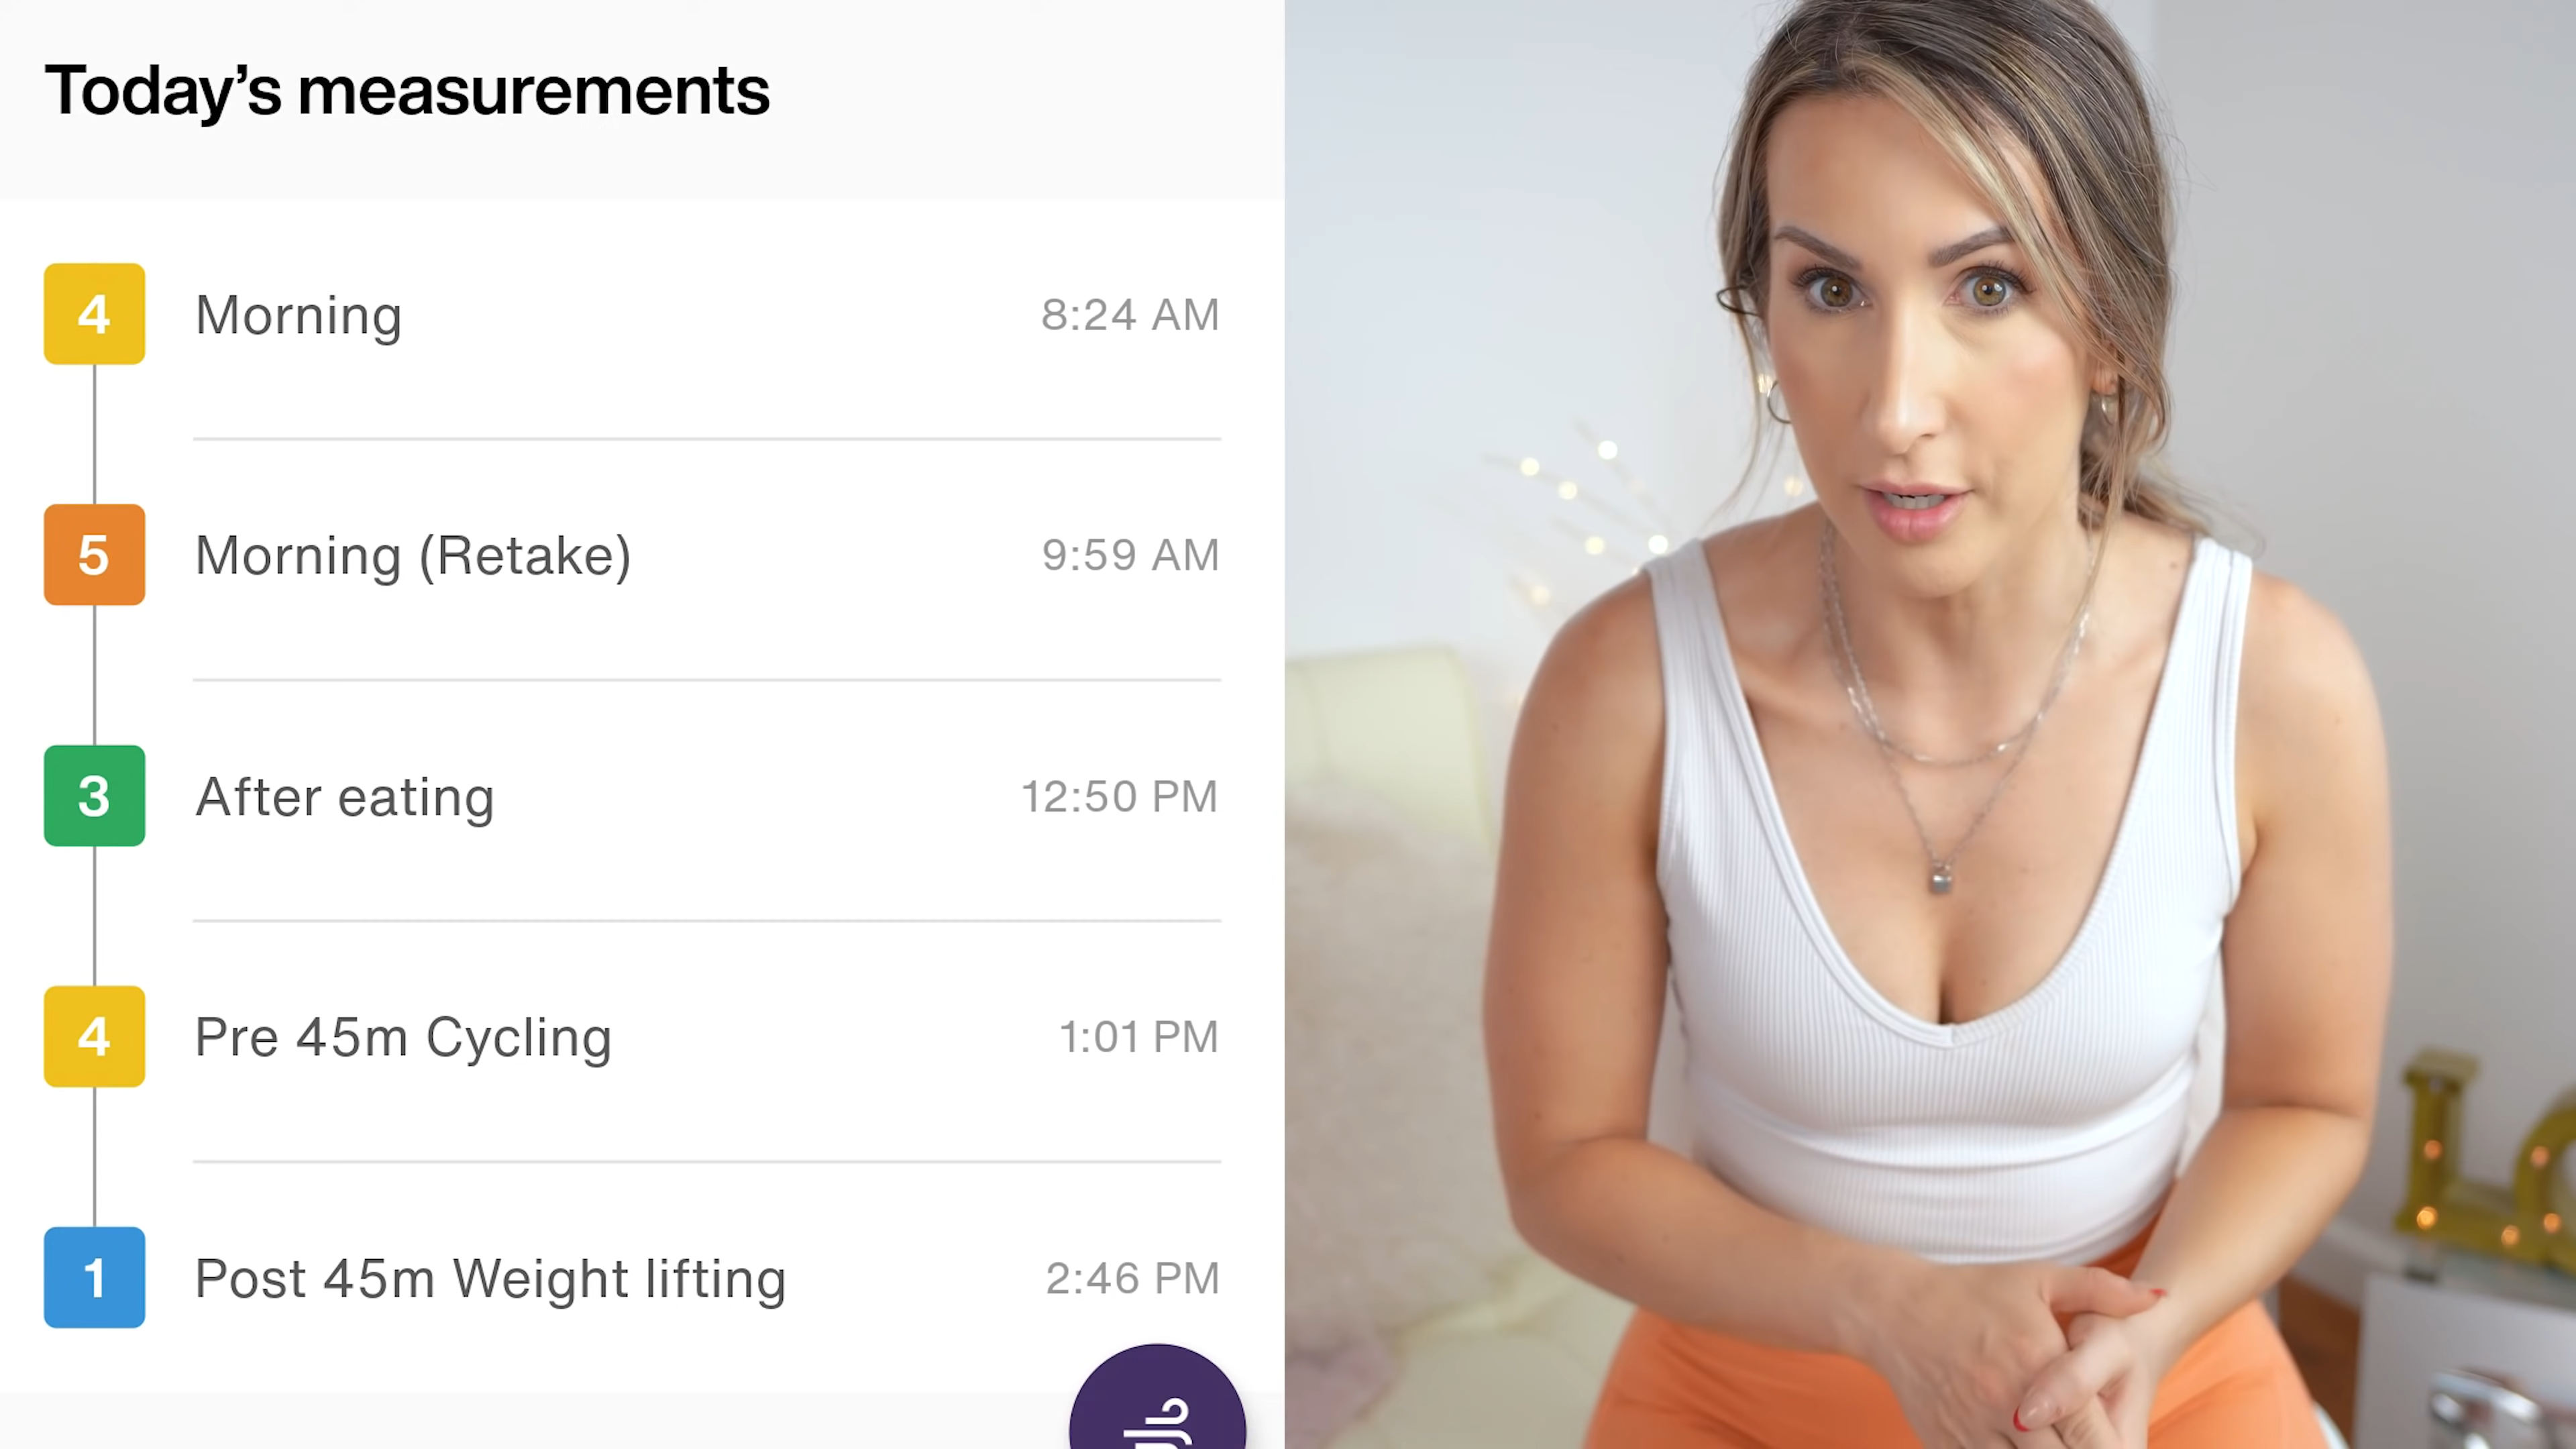 Today's measurements
4 Morning 8:24 AM
5 Morning (Retake) 9:59 AM
3 After eating 12:50 PM
4 Pre 45m Cycling 1:01 PM
1 Post 45m Weight lifting 2:46 PM